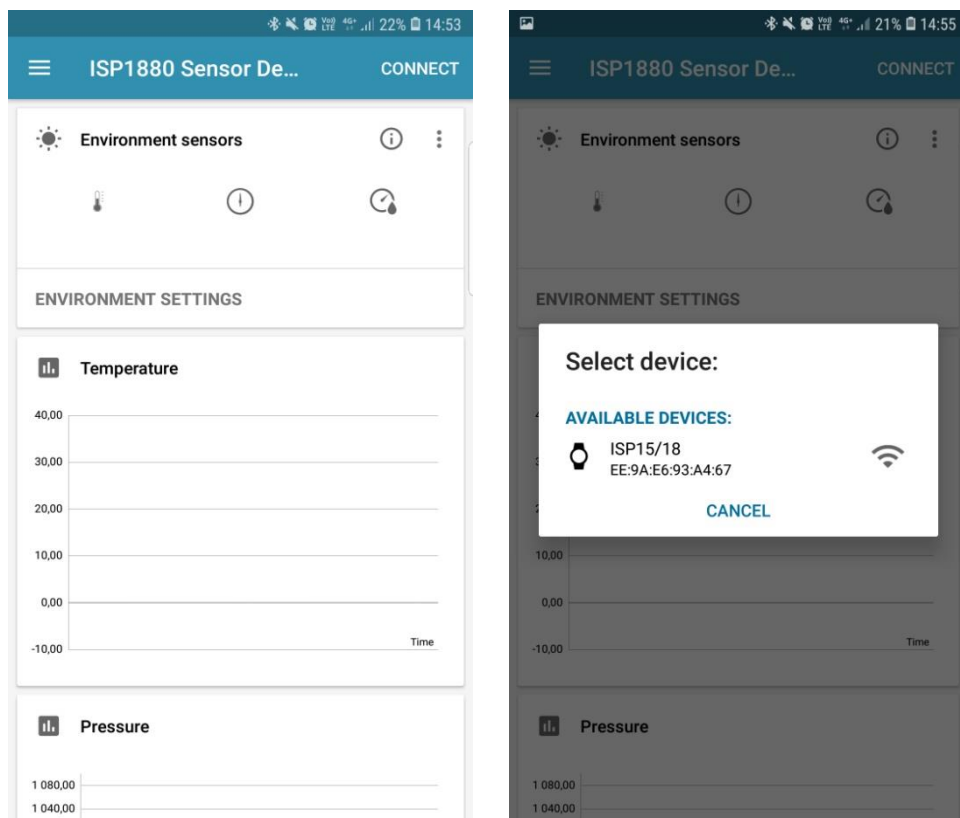 22% 14:53
ISP1880 Sensor De... CONNECT
Environment sensors
ENVIRONMENT SETTINGS
Temperature
40,00
30,00
20,00
10,00
0,00
-10,00
Time
Pressure
1 080,00
1 040,00
21% 14:55
ISP1880 Sensor De... CONNECT
Environment sensors
ENVIRONMENT SETTINGS
Select device:
AVAILABLE DEVICES:
ISP15/18
EE:9A:E6:93:A4:67
CANCEL
10,00
0,00
-10,00
Time
Pressure
1 080,00
1 040,00